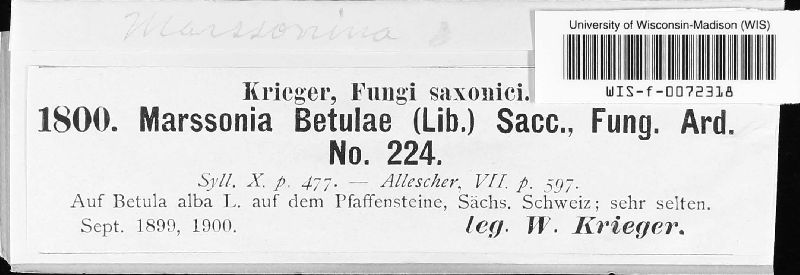 University of Wisconsin-Madison (WIS)
WIS-f-0072318
Marssonina
Krieger, Fungi saxonici.
1800. Marssonia Betulae (Lib.) Sacc., Fung. Ard.
No. 224.
Syll. X. p. 477. — Allescher, VII. p. 597.
Auf Betula alba L. auf dem Pfaffensteine, Sächs. Schweiz; sehr selten.
Sept. 1899, 1900.
leg. W. Krieger.